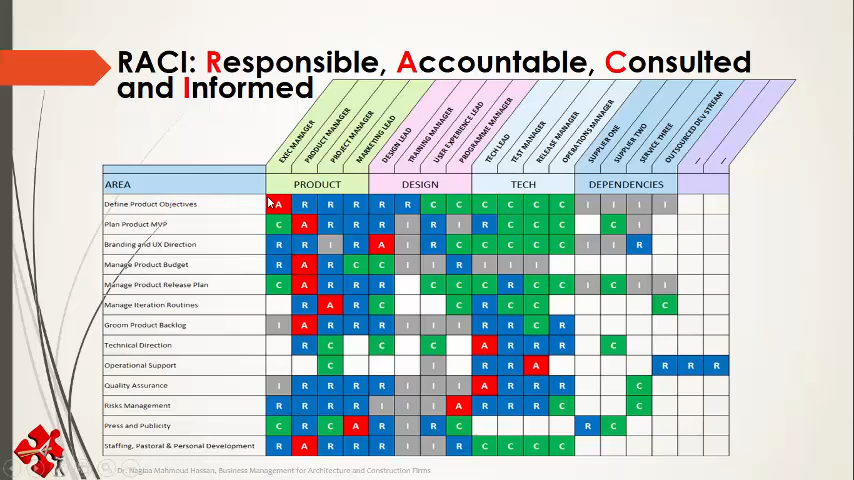 RACI: Responsible, Accountable, Consulted
and Informed
EXEC MANAGER
PRODUCT MANAGER
PROJECT MANAGER
MARKETING LEAD
DESIGN LEAD
TRAINING MANAGER
USER EXPERIENCE LEAD
PROGRAMME MANAGER
TECH LEAD
TEST MANAGER
RELEASE MANAGER
OPERATIONS MANAGER
SUPPLIER ONE
SUPPLIER TWO
SERVICE THREE
OUTSOURCED DEV STREAM
AREA PRODUCT DESIGN TECH DEPENDENCIES
Define Product Objectives A R R R R R C C C C C C I I I I
Plan Product MVP C A R R R I R I R C C C C I
Branding and UX Direction R R I R A I R C C C C C I I R
Manage Product Budget R A R C C I I R I I I
Manage Product Release Plan C A R R R C C C R C C I C I I
Manage Iteration Routines R A R C C R C C C
Groom Product Backlog I A R R R I I I R R C R
Technical Direction R C C C A R R R C
Operational Support C I R R A R R R
Quality Assurance I R R R R I I I A R R R C
Risks Management R R R R I I I A R R R C C
Press and Publicity C R C A R I R C R C
Staffing, Pastoral & Personal Development R A R R R I I R C C C C
Dr. Naglaa Mahmoud Hassan, Business Management for Architecture and Construction Firms